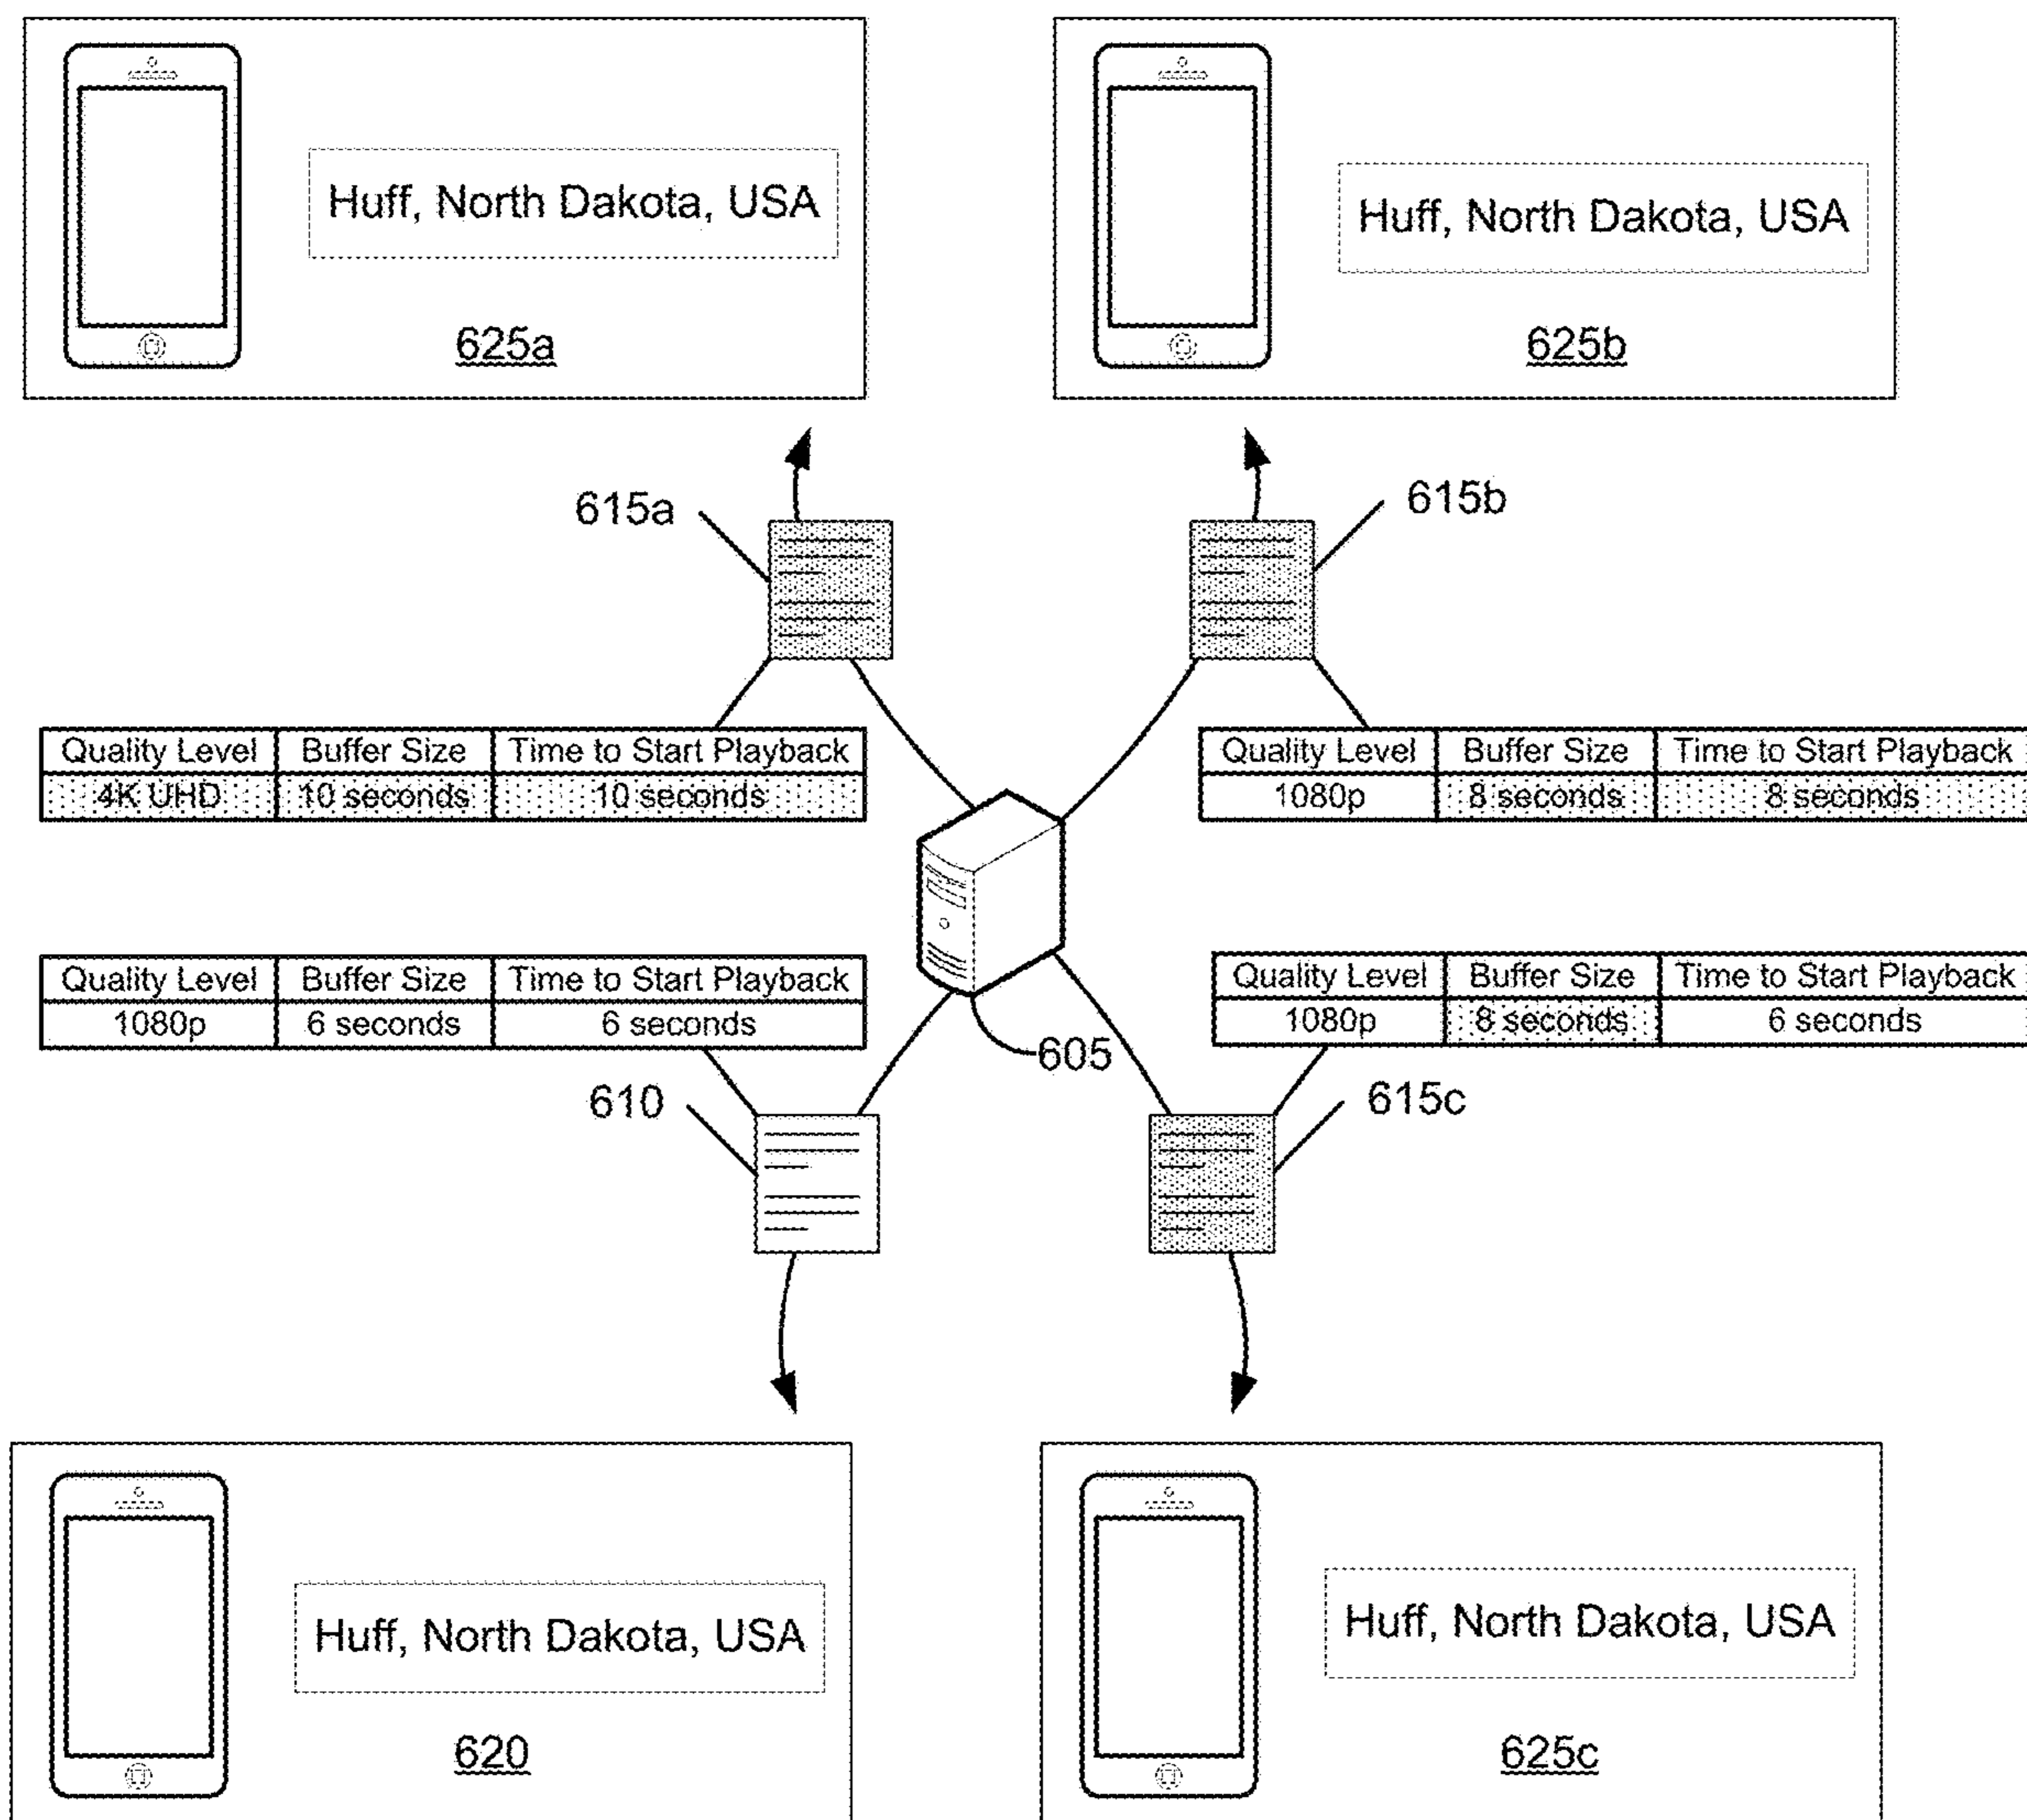 Huff, North Dakota, USA
625a
Huff, North Dakota, USA
625b
615a
615b
Quality Level Buffer Size Time to Start Playback
4K UHD 10 seconds 10 seconds
Quality Level Buffer Size Time to Start Playback
1080p 8 seconds 8 seconds
Quality Level Buffer Size Time to Start Playback
1080p 6 seconds 6 seconds
Quality Level Buffer Size Time to Start Playback
1080p 8 seconds 6 seconds
605
610
615c
Huff, North Dakota, USA
620
Huff, North Dakota, USA
625c